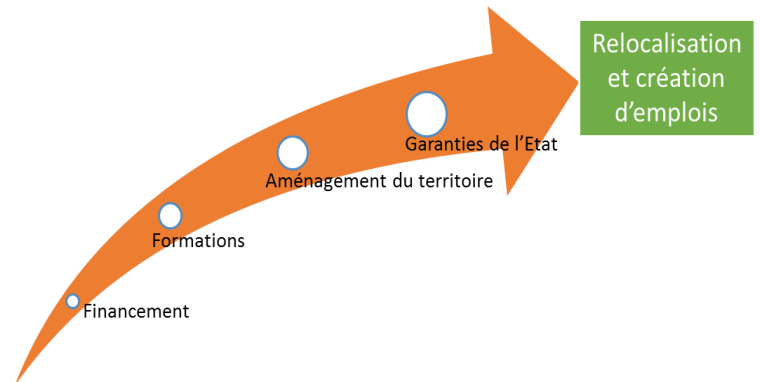 Relocalisation
et création
d'emplois
Garanties de l'Etat
Aménagement du territoire
Formations
Financement